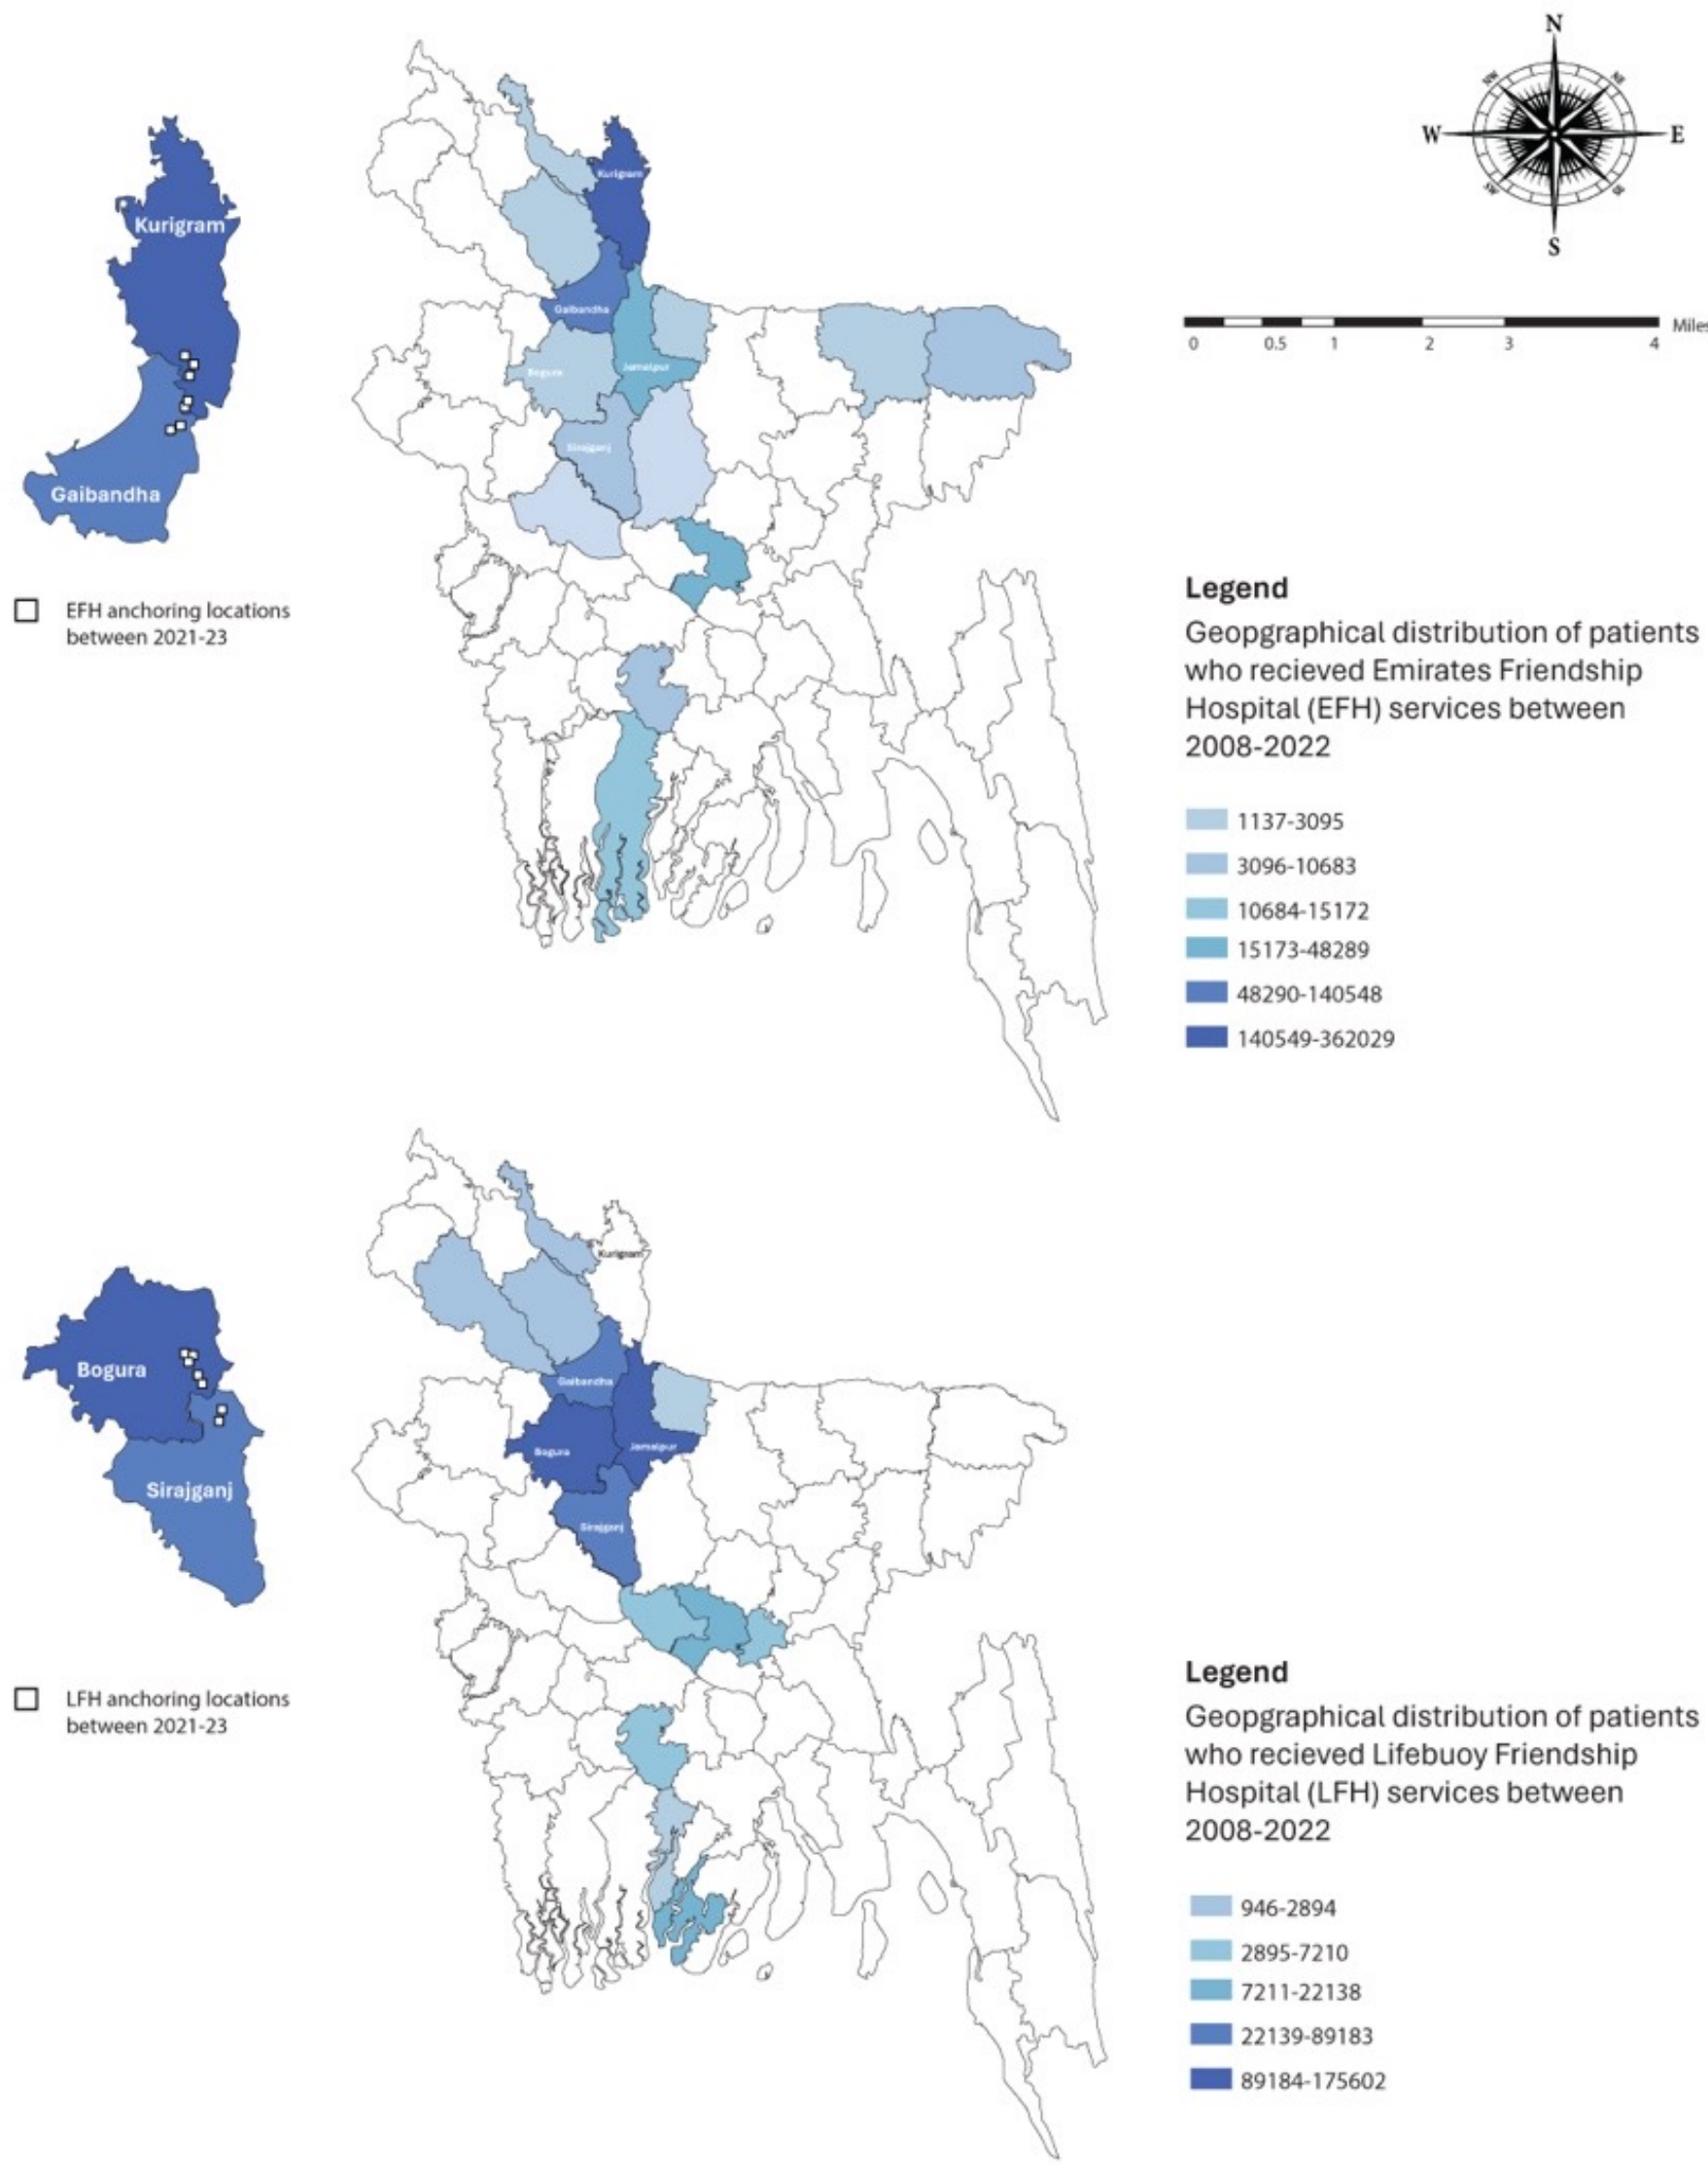 N
NW
NE
W
E
SW
SE
S
Kurigram
Kurigram
Gaibandha
Jamalpur
Bogura
Sirajganj
Gaibandha
Miles
0
0.5
1
2
3
4
EFH anchoring locations
between 2021-23
Legend
Geopgraphical distribution of patients
who recieved Emirates Friendship
Hospital (EFH) services between
2008-2022
1137-3095
3096-10683
10684-15172
15173-48289
48290-140548
140549-362029
Kurigram
Gaibandha
Bogura
Jamalpur
Sirajganj
Bogura
Sirajganj
LFH anchoring locations
between 2021-23
Legend
Geopgraphical distribution of patients
who recieved Lifebuoy Friendship
Hospital (LFH) services between
2008-2022
946-2894
2895-7210
7211-22138
22139-89183
89184-175602